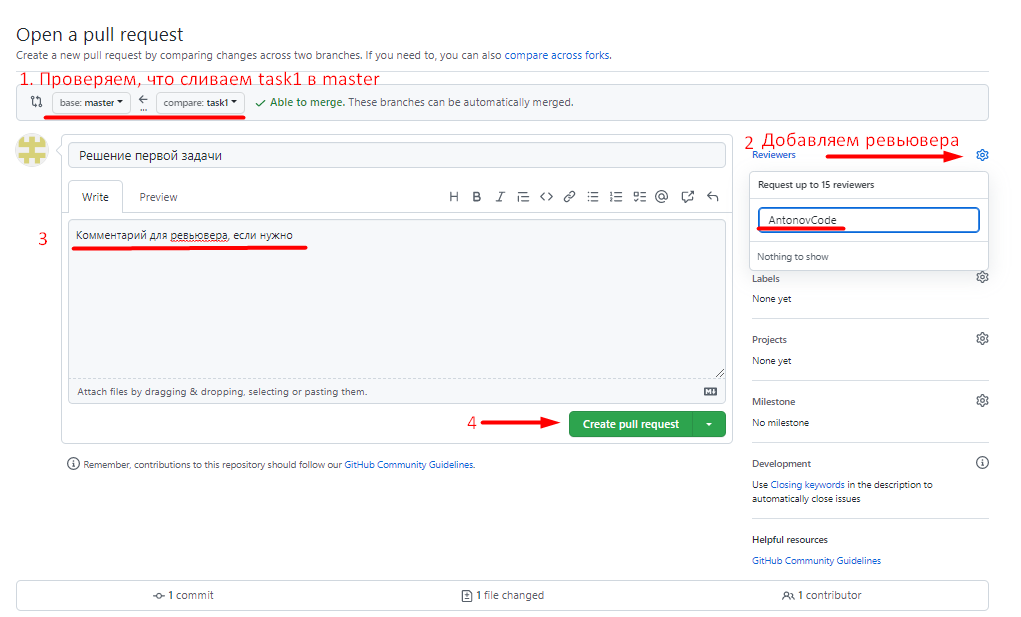 Open a pull request
Create a new pull request by comparing changes across two branches. If you need to, you can also compare across forks.
1. Проверяем, что сливаем task1 в master
base: master
compare: task1
Able to merge. These branches can be automatically merged.
2 Добавляем ревьювера
Reviewers
Решение первой задачи
Request up to 15 reviewers
Write
Preview
H B I
AntonovCode
3
Комментарий для ревьювера, если нужно
Nothing to show
Labels
None yet
Projects
None yet
Attach files by dragging & dropping, selecting or pasting them.
Milestone
No milestone
4
Create pull request
Remember, contributions to this repository should follow our GitHub Community Guidelines.
Development
Use Closing keywords in the description to
automatically close issues
Helpful resources
GitHub Community Guidelines
1 commit
1 file changed
1 contributor